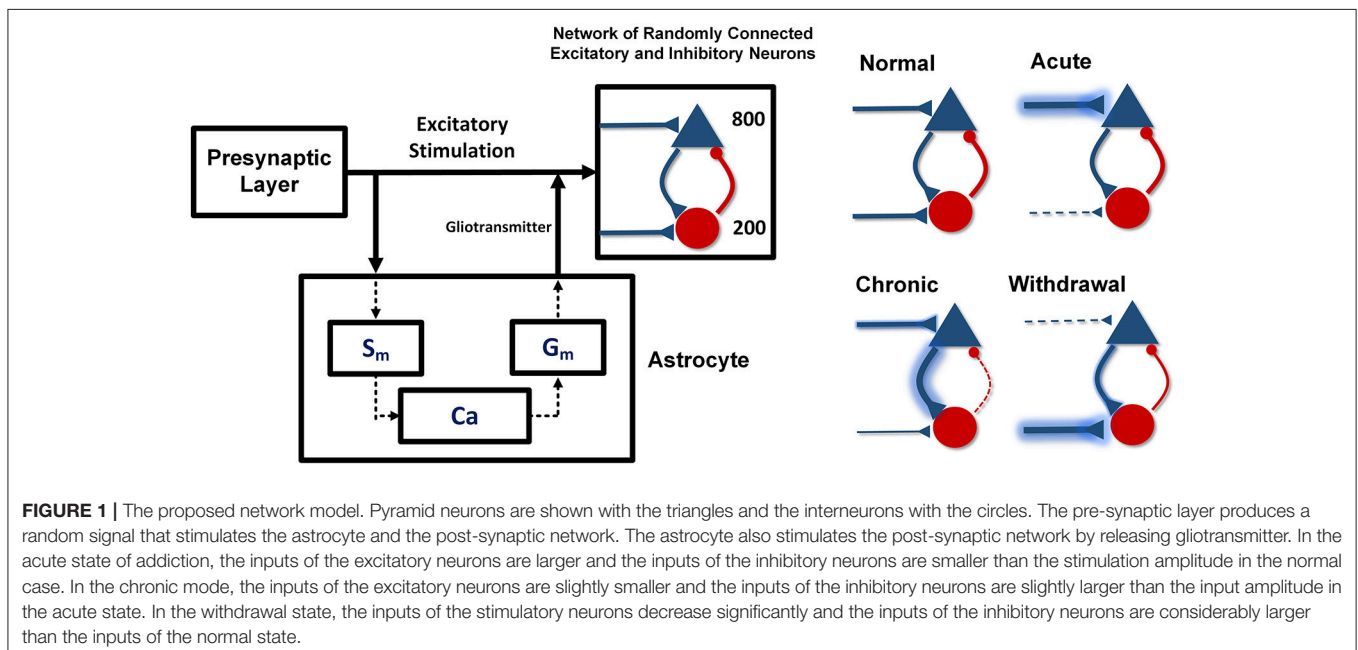 Network of Randomly Connected
Excitatory and Inhibitory Neurons
Presynaptic
Layer
Excitatory
Stimulation
Gliotransmitter
800
200
Sm
Ca
Gm
Astrocyte
Normal
Acute
Chronic
Withdrawal
FIGURE 1 | The proposed network model. Pyramid neurons are shown with the triangles and the interneurons with the circles. The pre-synaptic layer produces a
random signal that stimulates the astrocyte and the post-synaptic network. The astrocyte also stimulates the post-synaptic network by releasing gliotransmitter. In the
acute state of addiction, the inputs of the excitatory neurons are larger and the inputs of the inhibitory neurons are smaller than the stimulation amplitude in the normal
case. In the chronic mode, the inputs of the excitatory neurons are slightly smaller and the inputs of the inhibitory neurons are slightly larger than the input amplitude in
the acute state. In the withdrawal state, the inputs of the stimulatory neurons decrease significantly and the inputs of the inhibitory neurons are considerably larger
than the inputs of the normal state.